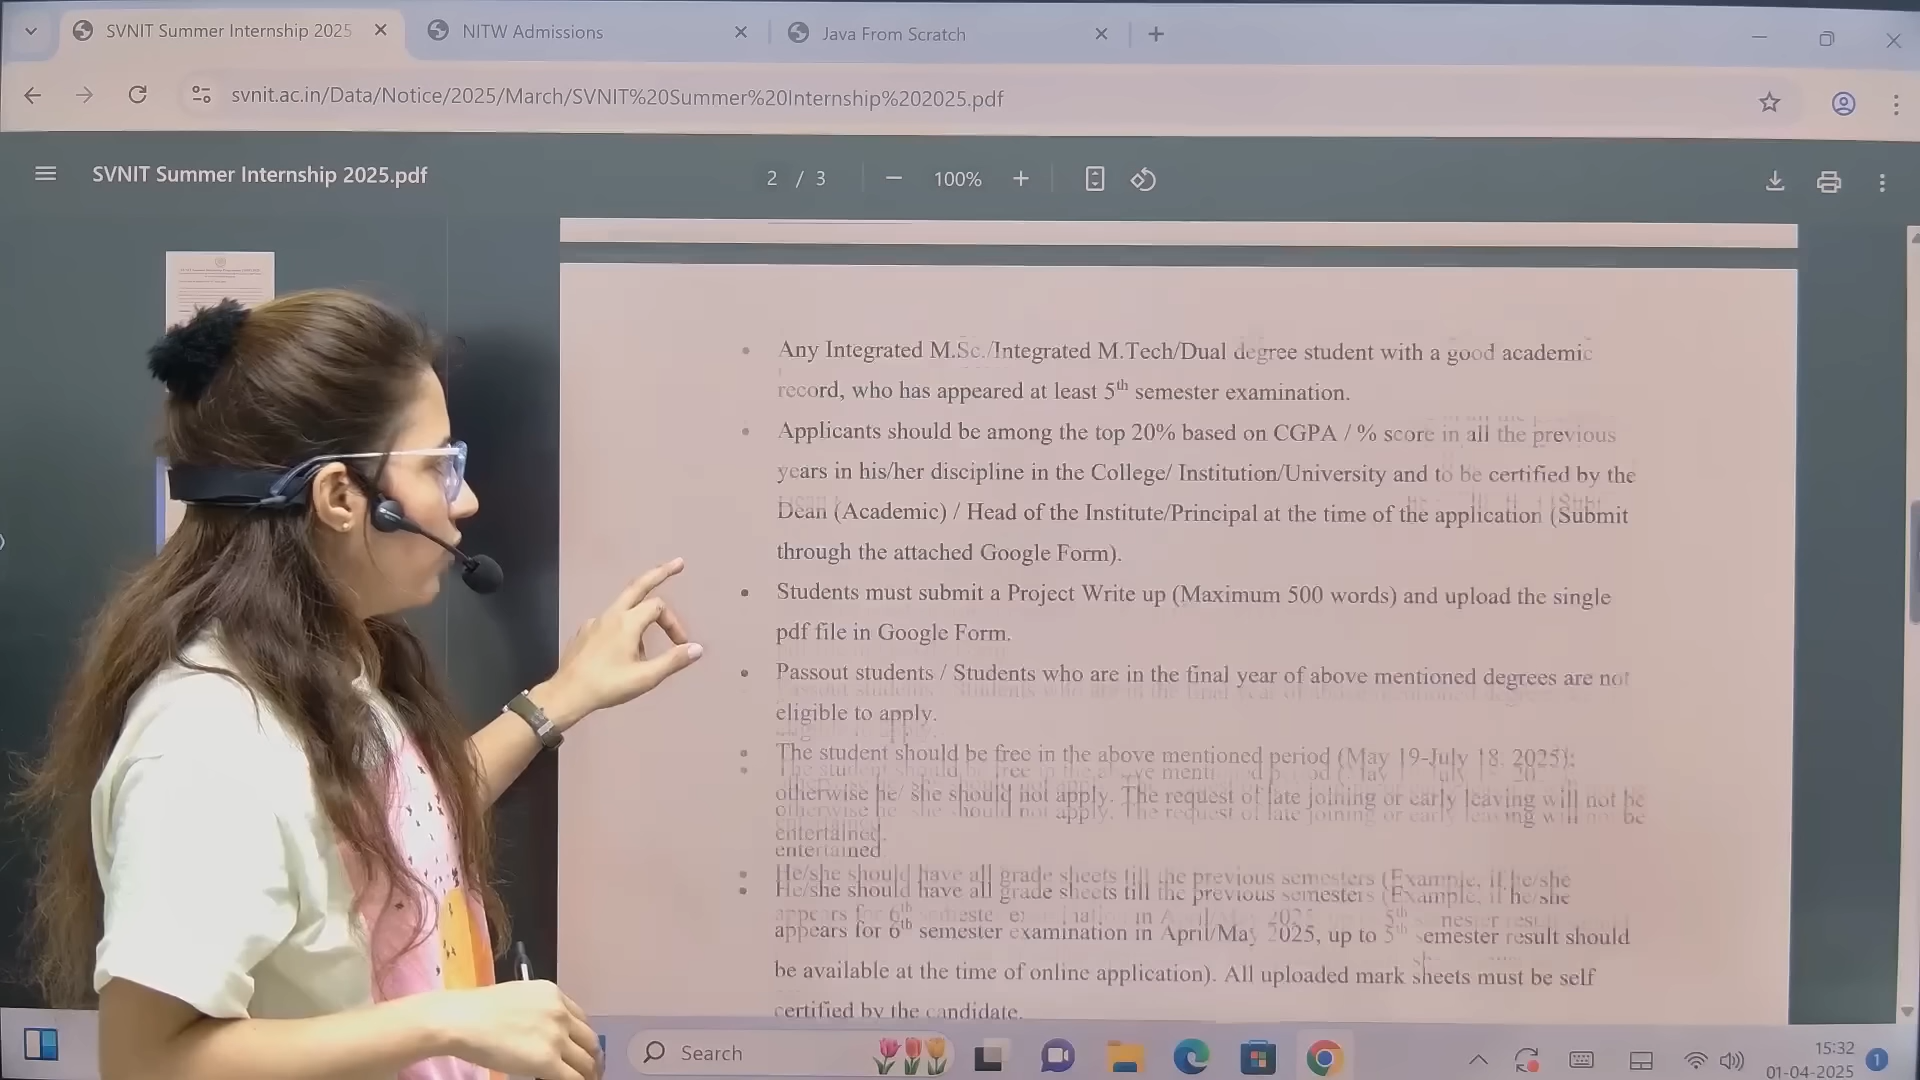 SVNIT Summer Internship 2025
NITW Admissions
Java From Scratch
svnit.ac.in/Data/Notice/2025/March/SVNIT%20Summer%20Internship%202025.pdf
SVNIT Summer Internship 2025.pdf
2 / 3
100%
Any Integrated M.Sc./Integrated M.Tech/Dual degree student with a good academic
record, who has appeared at least 5th semester examination.
Applicants should be among the top 20% based on CGPA / % score in all the previous
years in his/her discipline in the College/ Institution/University and to be certified by the
Dean (Academic) / Head of the Institute/Principal at the time of the application (Submit
through the attached Google Form).
Students must submit a Project Write up (Maximum 500 words) and upload the single
pdf file in Google Form.
Passout students / Students who are in the final year of above mentioned degrees are not
eligible to apply.
The student should be free in the above mentioned period (May 19-July 18, 2025);
otherwise he/ she should not apply. The request of late joining or early leaving will not be
entertained.
He/she should have all grade sheets till the previous semesters (Example, if he/she
appears for 6th semester examination in April/May 2025, up to 5th semester result should
be available at the time of online application). All uploaded mark sheets must be self
certified by the candidate.
Search
15:32
01-04-2025
1